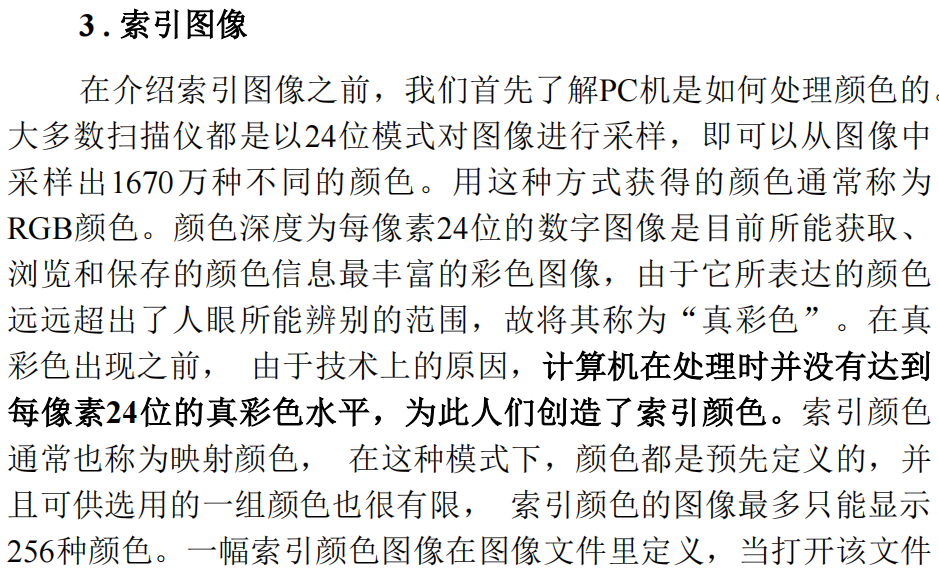 3 . 索引图像
在介绍索引图像之前，我们首先了解PC机是如何处理颜色的。
大多数扫描仪都是以24位模式对图像进行采样，即可以从图像中
采样出1670万种不同的颜色。用这种方式获得的颜色通常称为
RGB颜色。颜色深度为每像素24位的数字图像是目前所能获取、
浏览和保存的颜色信息最丰富的彩色图像，由于它所表达的颜色
远远超出了人眼所能辨别的范围，故将其称为“真彩色”。在真
彩色出现之前， 由于技术上的原因，计算机在处理时并没有达到
每像素24位的真彩色水平，为此人们创造了索引颜色。索引颜色
通常也称为映射颜色， 在这种模式下，颜色都是预先定义的，并
且可供选用的一组颜色也很有限， 索引颜色的图像最多只能显示
256种颜色。一幅索引颜色图像在图像文件里定义，当打开该文件